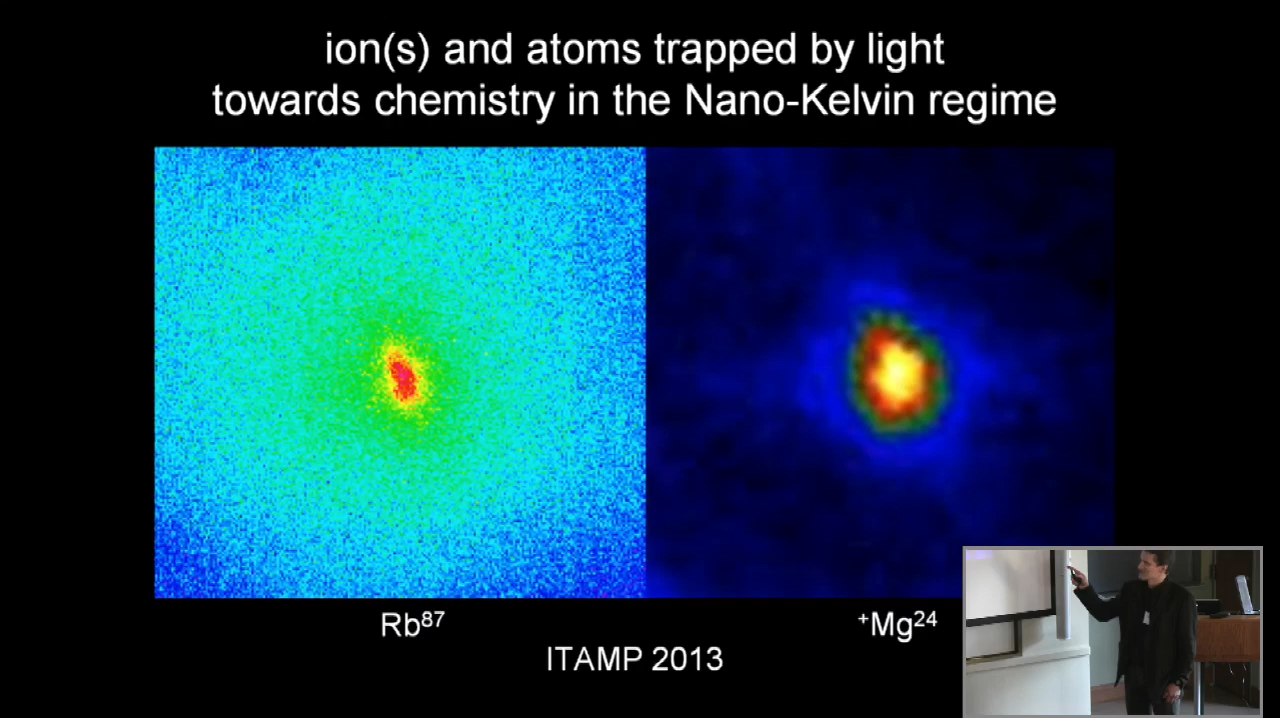 ion(s) and atoms trapped by light
towards chemistry in the Nano-Kelvin regime
Rb⁸⁷
⁺Mg²⁴
ITAMP 2013